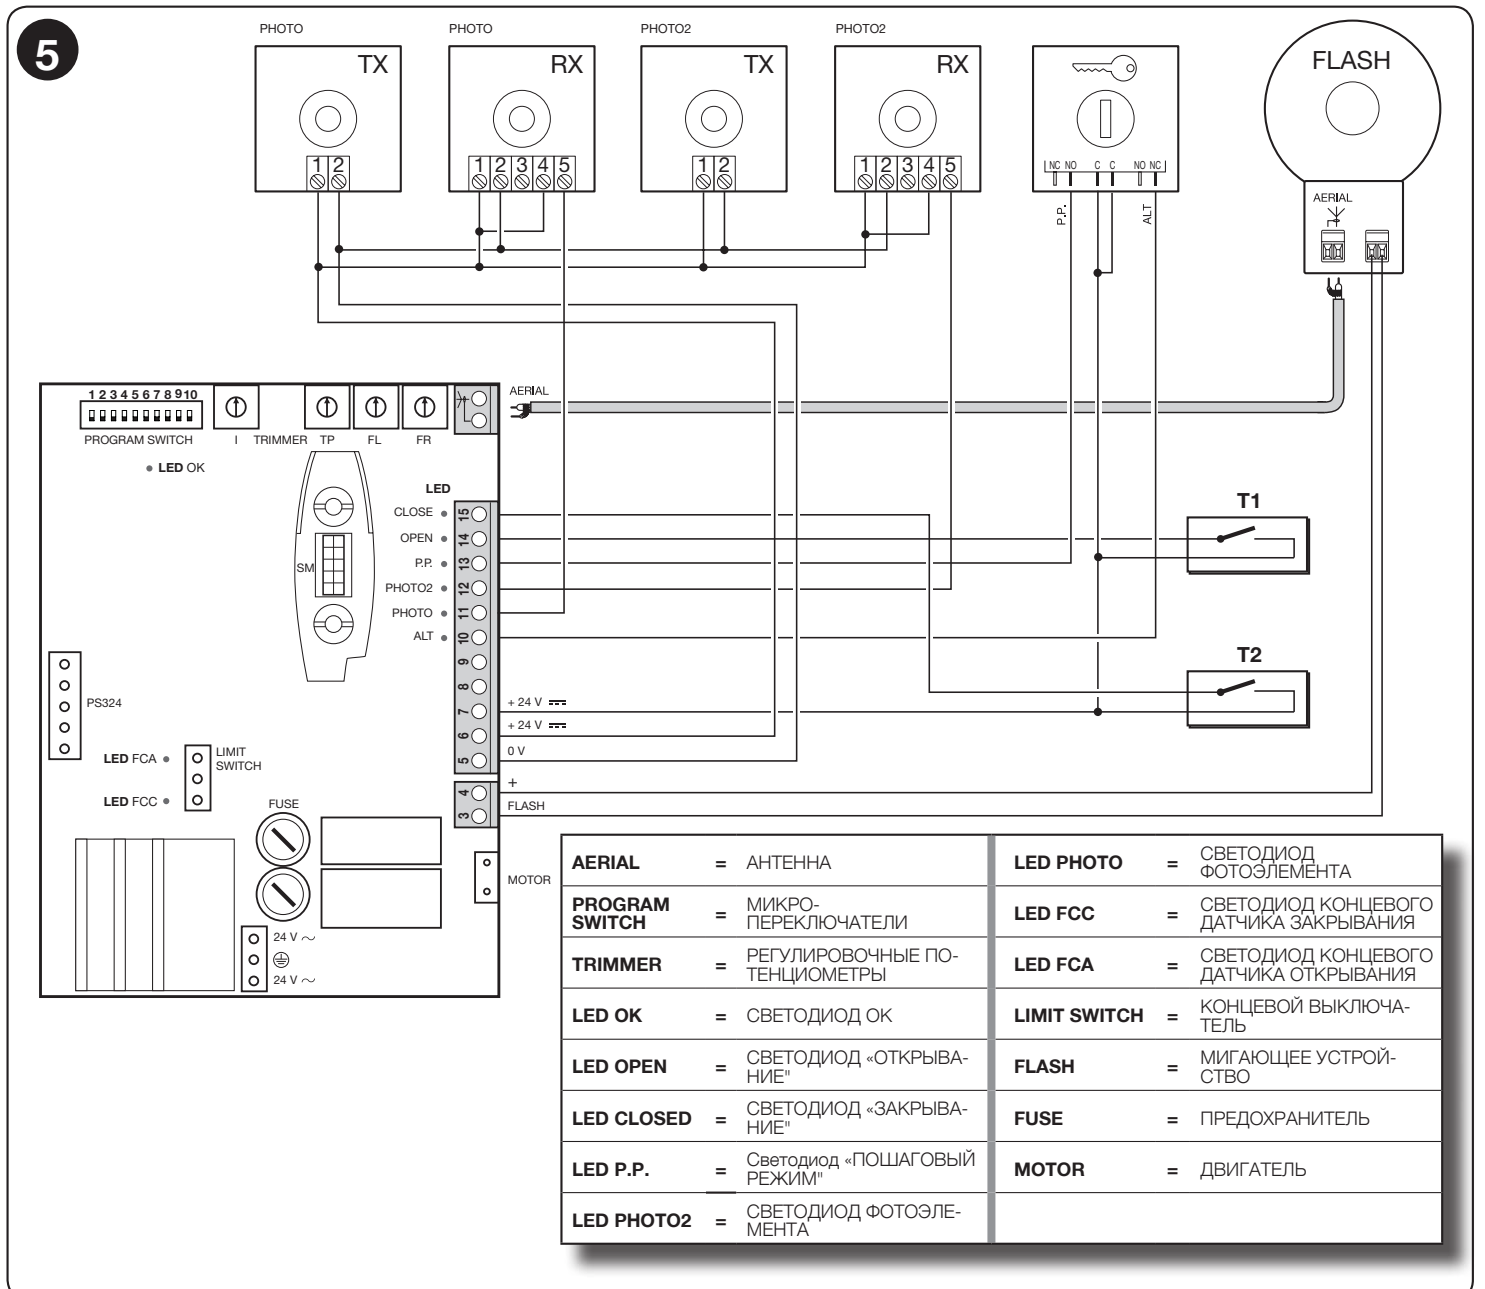 5
PHOTO
PHOTO
PHOTO2
PHOTO2
TX
RX
TX
RX
FLASH
1 2
1 2 3 4 5
1 2
1 2 3 4 5
NC NO C C NO NC
P.P.
ALT
AERIAL
1 2 3 4 5 6 7 8 9 10
PROGRAM SWITCH
I TRIMMER TP FL FR
AERIAL
LED OK
LED
CLOSE 15
OPEN 14
P.P. 13
PHOTO2 12
PHOTO 11
ALT 10
9
8
7 + 24 V
6 + 24 V
5 0 V
4 +
3 FLASH
SM
T1
T2
PS324
LED FCA
LIMIT
SWITCH
LED FCC
FUSE
MOTOR
24 V ~
24 V ~
AERIAL = АНТЕННА
PROGRAM
SWITCH = МИКРО-
ПЕРЕКЛЮЧАТЕЛИ
TRIMMER = РЕГУЛИРОВОЧНЫЕ ПО-
ТЕНЦИОМЕТРЫ
LED OK = СВЕТОДИОД ОК
LED OPEN = СВЕТОДИОД «ОТКРЫВА-
НИЕ"
LED CLOSED = СВЕТОДИОД «ЗАКРЫВА-
НИЕ"
LED P.P. = Светодиод «ПОШАГОВЫЙ
РЕЖИМ"
LED PHOTO2 = СВЕТОДИОД ФОТОЭЛЕ-
МЕНТА
LED PHOTO = СВЕТОДИОД
ФОТОЭЛЕМЕНТА
LED FCC = СВЕТОДИОД КОНЦЕВОГО
ДАТЧИКА ЗАКРЫВАНИЯ
LED FCA = СВЕТОДИОД КОНЦЕВОГО
ДАТЧИКА ОТКРЫВАНИЯ
LIMIT SWITCH = КОНЦЕВОЙ ВЫКЛЮЧА-
ТЕЛЬ
FLASH = МИГАЮЩЕЕ УСТРОЙ-
СТВО
FUSE = ПРЕДОХРАНИТЕЛЬ
MOTOR = ДВИГАТЕЛЬ